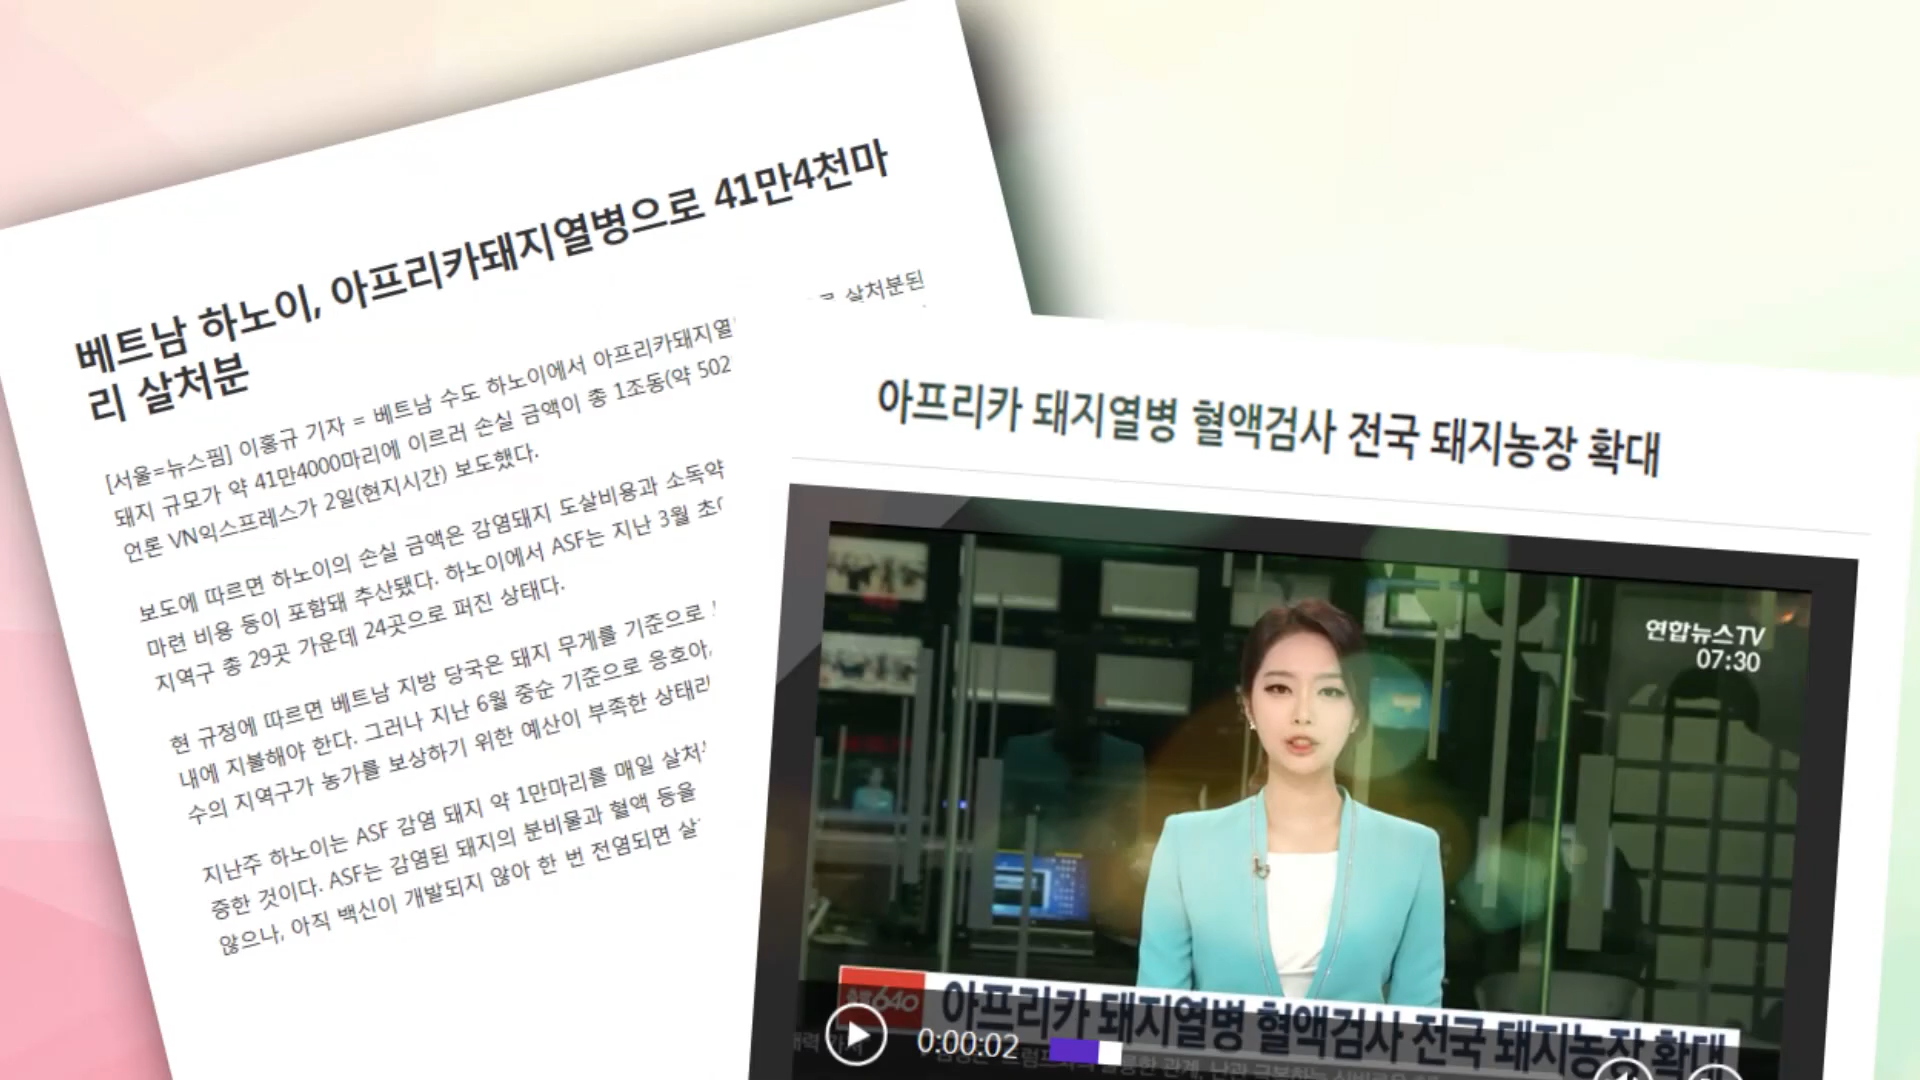 베트남 하노이, 아프리카돼지열병으로 41만4천마
리 살처분
[서울=뉴스핌] 이홍규 기자 = 베트남 수도 하노이에서 아프리카돼지열 살처분된
돼지 규모가 약 41만4000마리에 이르러 손실 금액이 총 1조동(약 502
언론 VN익스프레스가 2일(현지시간) 보도했다.
보도에 따르면 하노이의 손실 금액은 감염돼지 도살비용과 소독약
마련 비용 등이 포함돼 추산됐다. 하노이에서 ASF는 지난 3월 초
지역구 총 29곳 가운데 24곳으로 퍼진 상태다.
현 규정에 따르면 베트남 지방 당국은 돼지 무게를 기준으로
내에 지불해야 한다. 그러나 지난 6월 중순 기준으로 응호아,
수의 지역구가 농가를 보상하기 위한 예산이 부족한 상태
지난주 하노이는 ASF 감염 돼지 약 1만마리를 매일 살처
증한 것이다. ASF는 감염된 돼지의 분비물과 혈액 등을
않으나, 아직 백신이 개발되지 않아 한 번 전염되면 살
아프리카 돼지열병 혈액검사 전국 돼지농장 확대
연합뉴스TV
07:30
640
아프리카 돼지열병 혈액검사 전국 돼지농장 확대
0:00:02